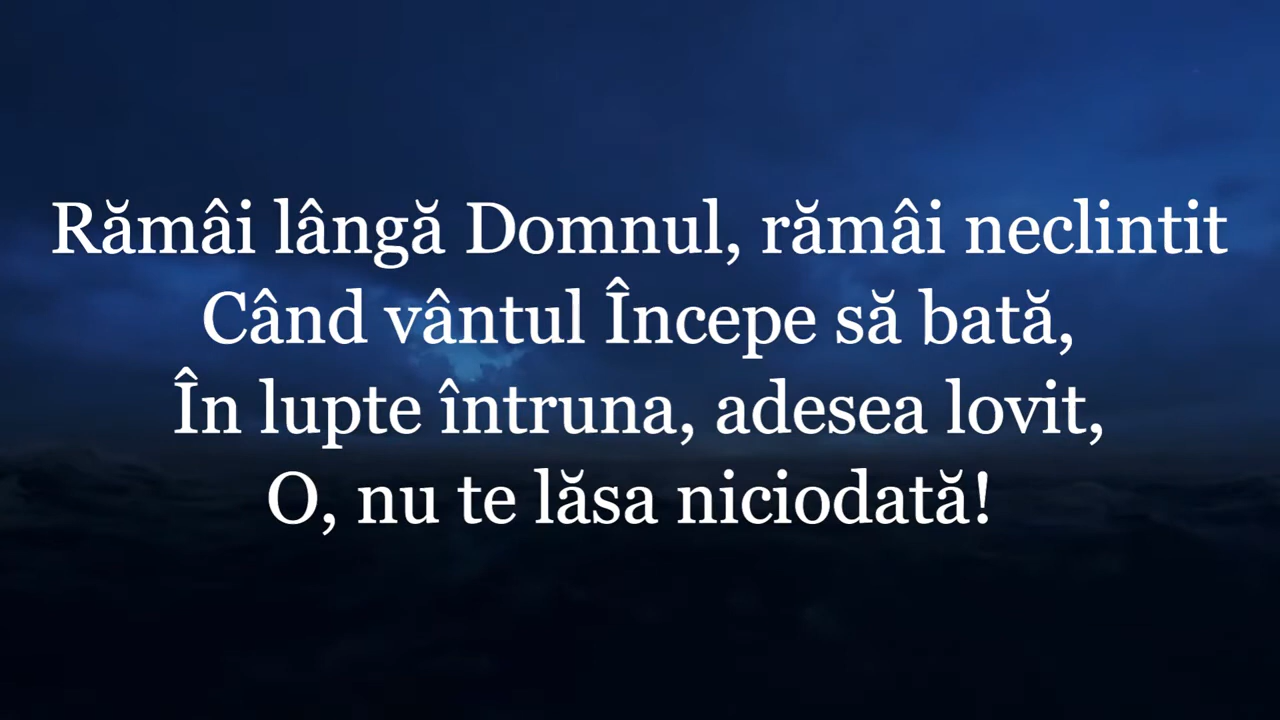 Rămâi lângă Domnul, rămâi neclintit
Când vântul Începe să bată,
În lupte întruna, adesea lovit,
O, nu te lăsa niciodată!